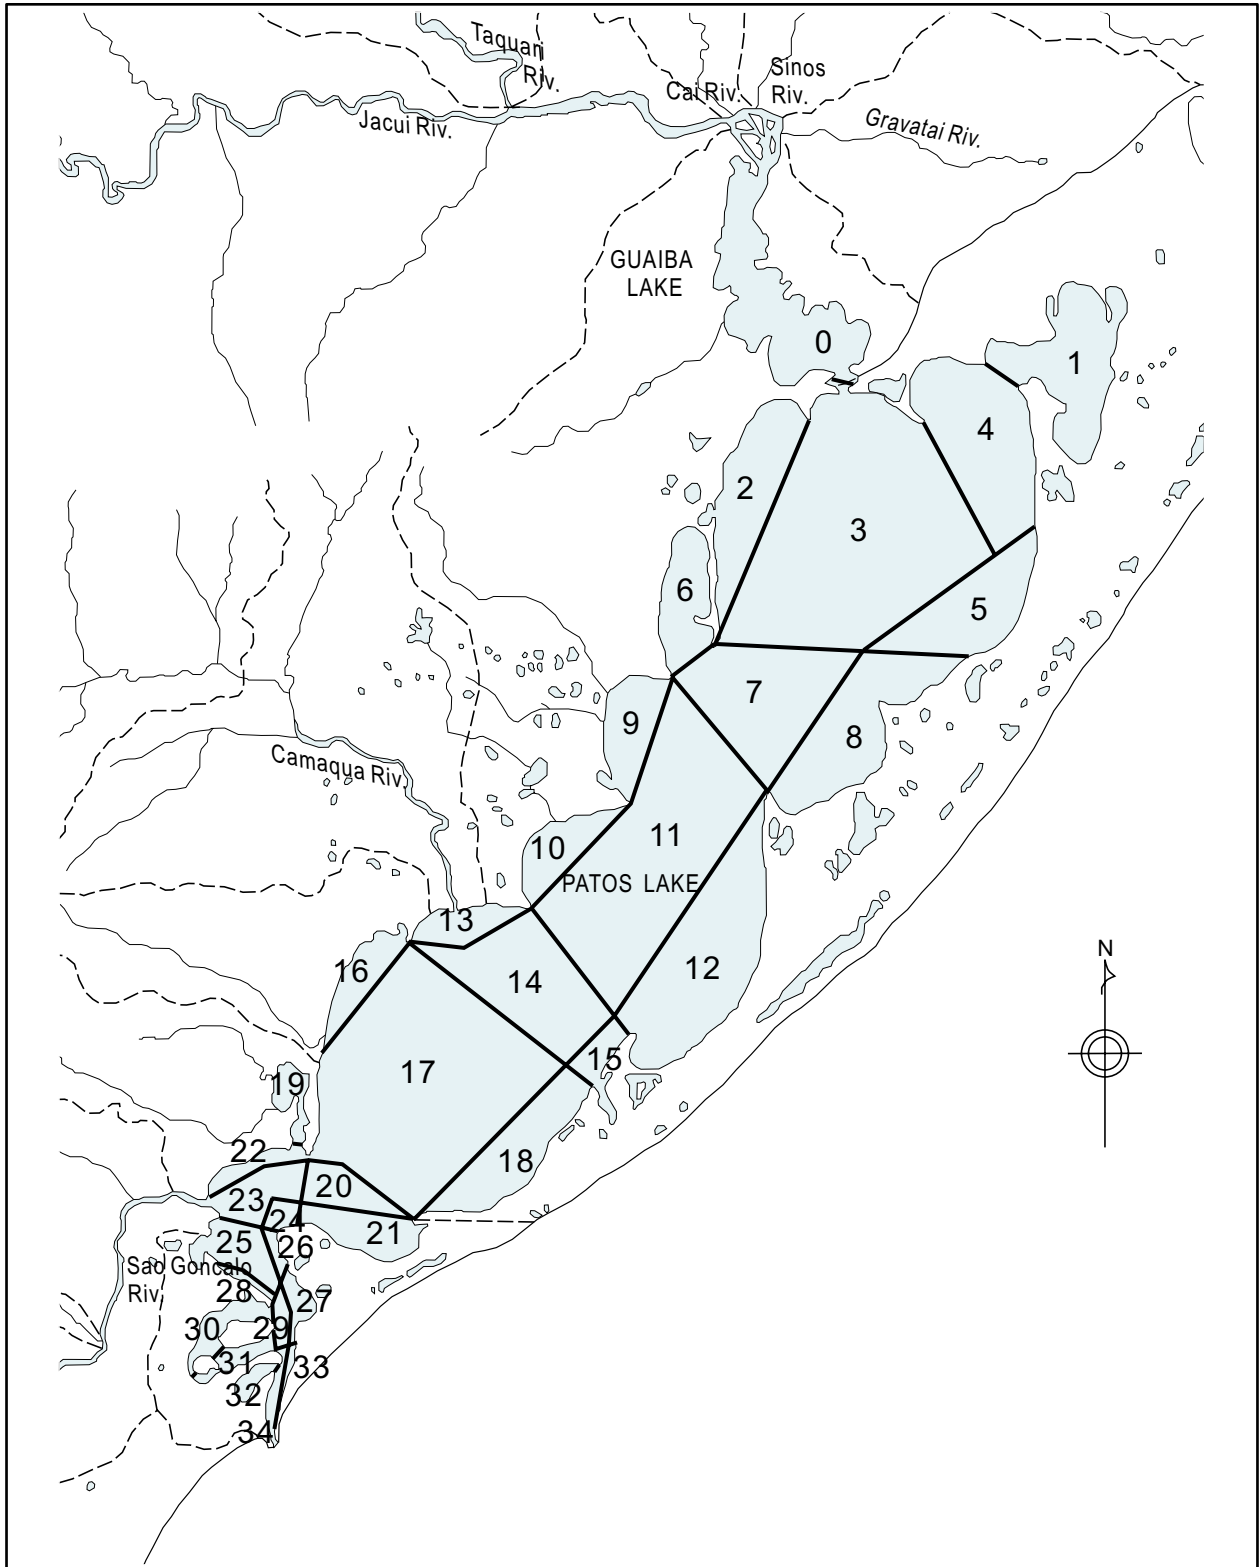 Taquari
Riv.
Sinos
Riv.
Cai Riv.
Jacui Riv.
Gravatai Riv.
GUAIBA
LAKE
0
1
4
2
3
6
5
7
9
8
11
10
PATOS LAKE
Camaqua Riv.
13
16
14
12
N
15
17
19
22
18
20
23
24
21
25
26
Sao Goncalo
Riv.
28
27
30
29
31
33
32
34